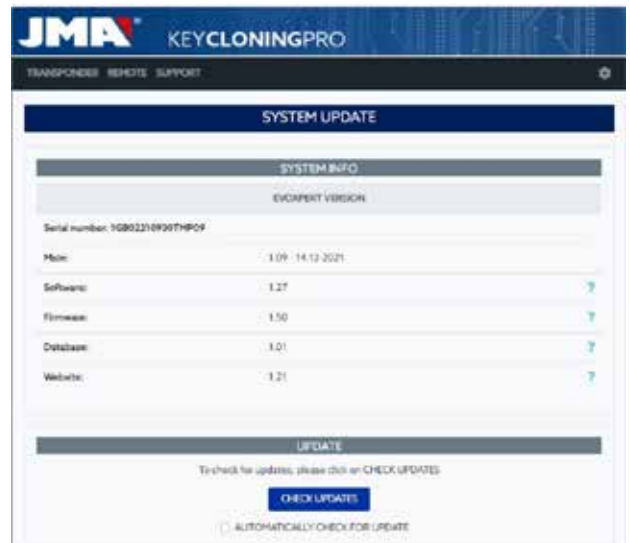 JMA KEYCLONINGPRO
TRANSPONDER REMOTE SUPPORT
SYSTEM UPDATE
SYSTEM INFO
EVOXPERT VERSION
Serial number:
Main: 1.09 - 14.12.2021
Software: 1.27 ?
Firmware: 1.50 ?
Database: 1.01 ?
Website: 1.21 ?
UPDATE
To check for updates, please click on CHECK UPDATES
CHECK UPDATES
AUTOMATICALLY CHECK FOR UPDATE